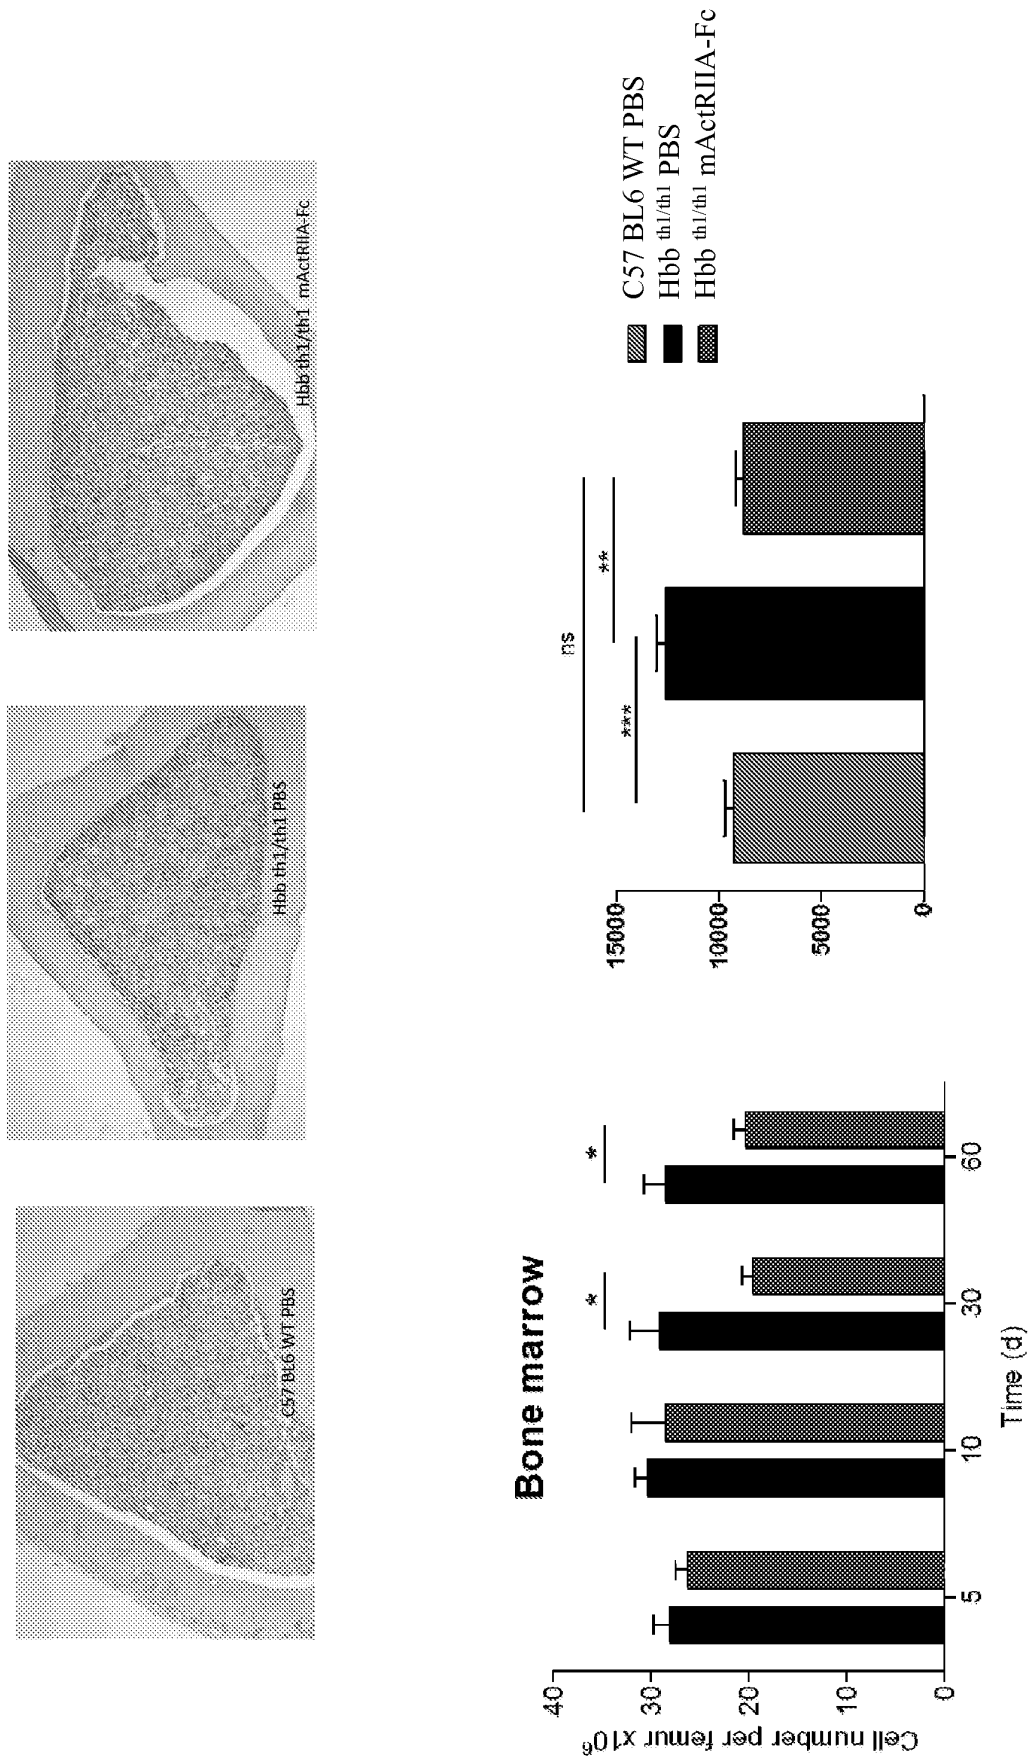 C57 BL6 WT PBS
Hbb th1/th1 PBS
Hbb th1/th1 mActRIIA-Fc
Bone marrow
Cell number per femur x10⁶
40
30
20
10
0
*
*
5
10
30
60
Time (d)
15000
10000
5000
0
ns
***
**
C57 BL6 WT PBS
Hbb th1/th1 PBS
Hbb th1/th1 mActRIIA-Fc